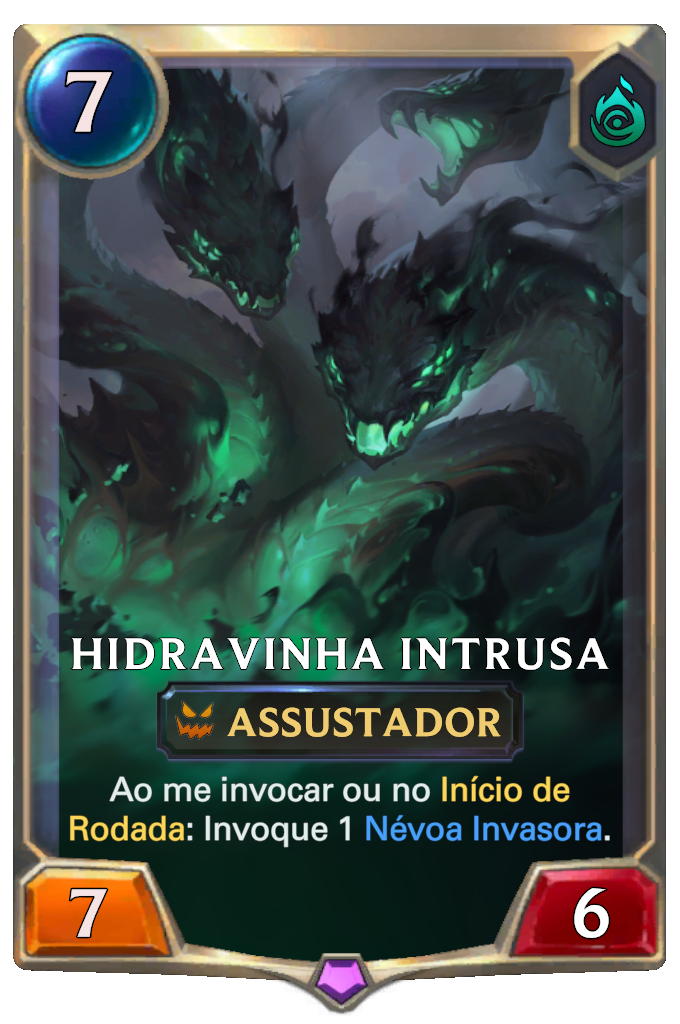 7
HIDRAVINHA INTRUSA
ASSUSTADOR
Ao me invocar ou no Início de
Rodada: Invoque 1 Névoa Invasora.
7
6